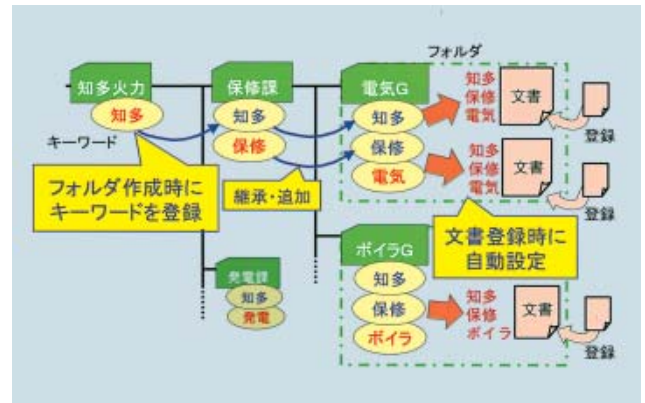 フォルダ
知多火力
保修課
電気G
知多
知多
知多
キーワード
保修
保修
電気
知多
保修
電気
文書
登録
知多
保修
電気
文書
登録
フォルダ作成時に
キーワードを登録
継承・追加
文書登録時に
自動設定
発電課
知多
発電
ボイラG
知多
保修
ボイラ
知多
保修
ボイラ
文書
登録